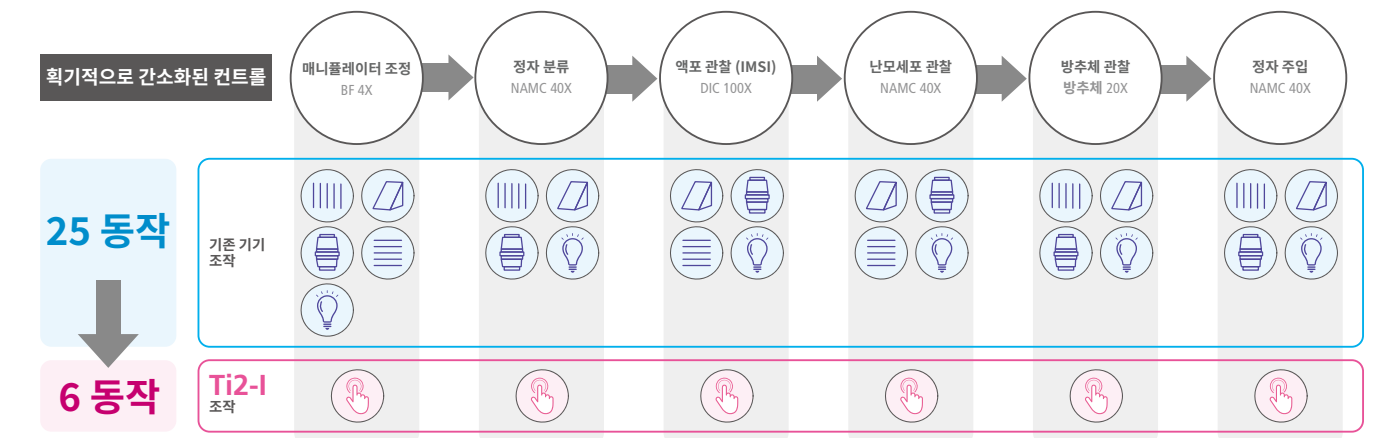 획기적으로 간소화된 컨트롤
매니퓰레이터 조정
BF 4X
정자 분류
NAMC 40X
액포 관찰 (IMSI)
DIC 100X
난모세포 관찰
NAMC 40X
방추체 관찰
방추체 20X
정자 주입
NAMC 40X
25 동작
기존 기기
조작
6 동작
Ti2-I
조작